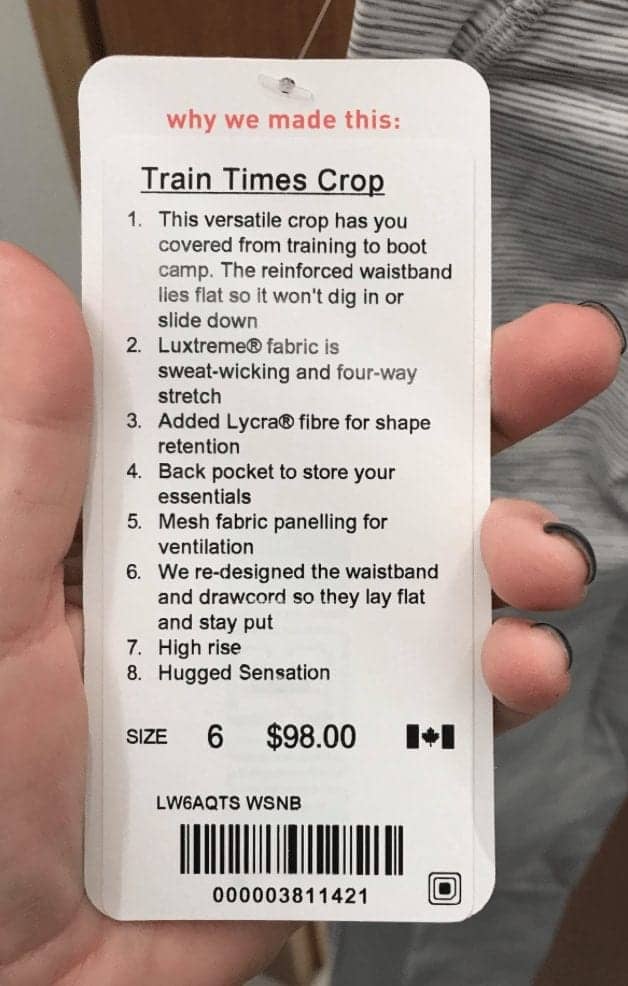 why we made this:
Train Times Crop
1. This versatile crop has you
covered from training to boot
camp. The reinforced waistband
lies flat so it won't dig in or
slide down
2. Luxtreme® fabric is
sweat-wicking and four-way
stretch
3. Added Lycra® fibre for shape
retention
4. Back pocket to store your
essentials
5. Mesh fabric panelling for
ventilation
6. We re-designed the waistband
and drawcord so they lay flat
and stay put
7. High rise
8. Hugged Sensation
SIZE 6 $98.00
LW6AQTS WSNB
000003811421